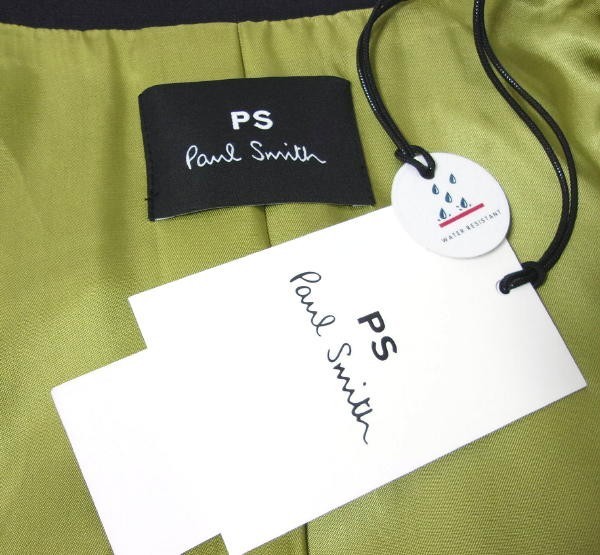 PS
Paul Smith
WATER RESISTANT
PS
Paul Smith